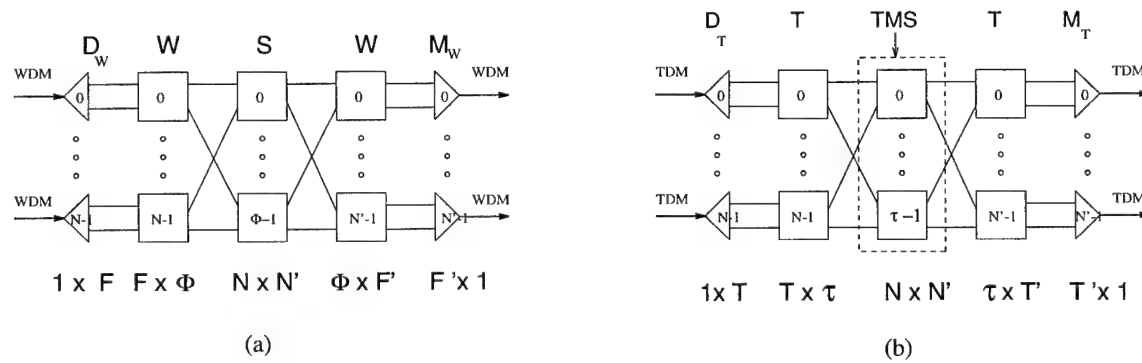 D_W W S W M_W
WDM 0 0 0 0 0 WDM
WDM N-1 N-1 Φ-1 N'-1 N'-1 WDM
1 x F F x Φ N x N' Φ x F' F 'x 1
(a)
D_T T TMS T M_T
TDM 0 0 0 0 0 TDM
TDM N-1 N-1 τ-1 N'-1 N'-1 TDM
1x T T x τ N x N' τ x T' T 'x 1
(b)